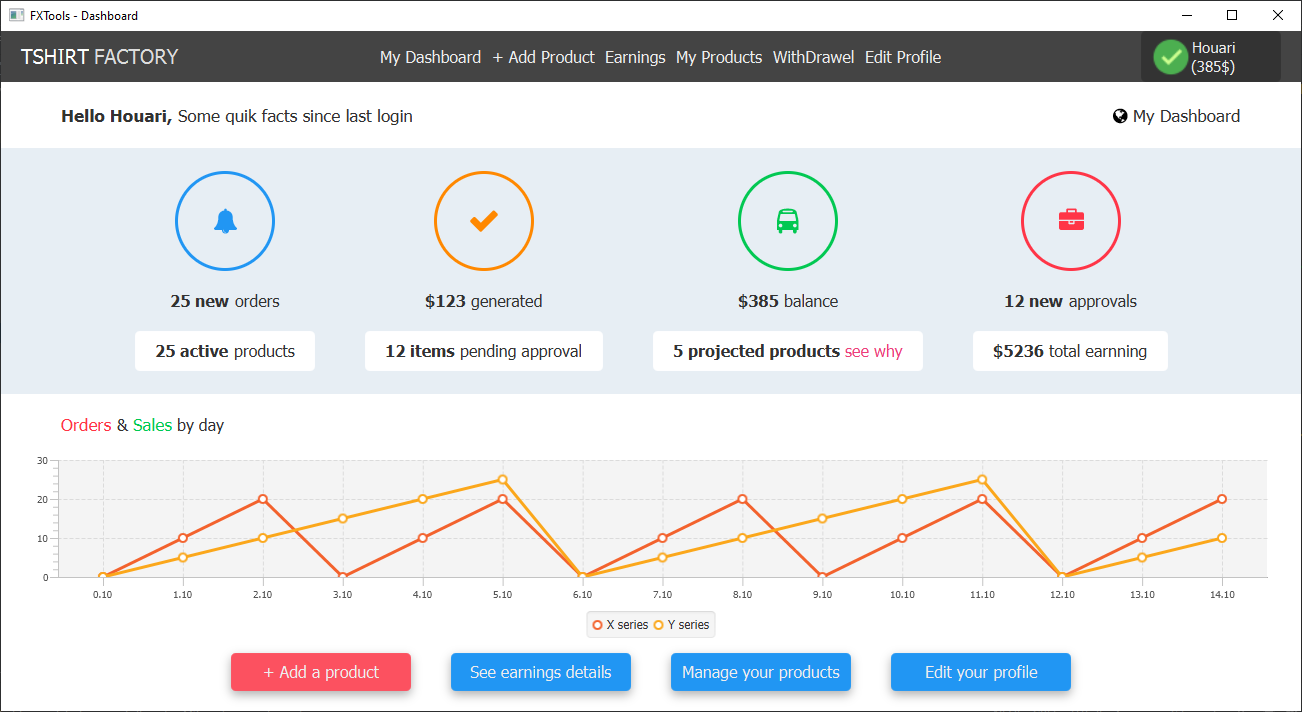 FXTools - Dashboard
TSHIRT FACTORY
My Dashboard + Add Product Earnings My Products WithDrawel Edit Profile
Houari
(385$)
Hello Houari, Some quik facts since last login
My Dashboard
25 new orders
$123 generated
$385 balance
12 new approvals
25 active products
12 items pending approval
5 projected products see why
$5236 total earnning
Orders & Sales by day
30
20
10
0
0.10 1.10 2.10 3.10 4.10 5.10 6.10 7.10 8.10 9.10 10.10 11.10 12.10 13.10 14.10
X series Y series
+ Add a product
See earnings details
Manage your products
Edit your profile